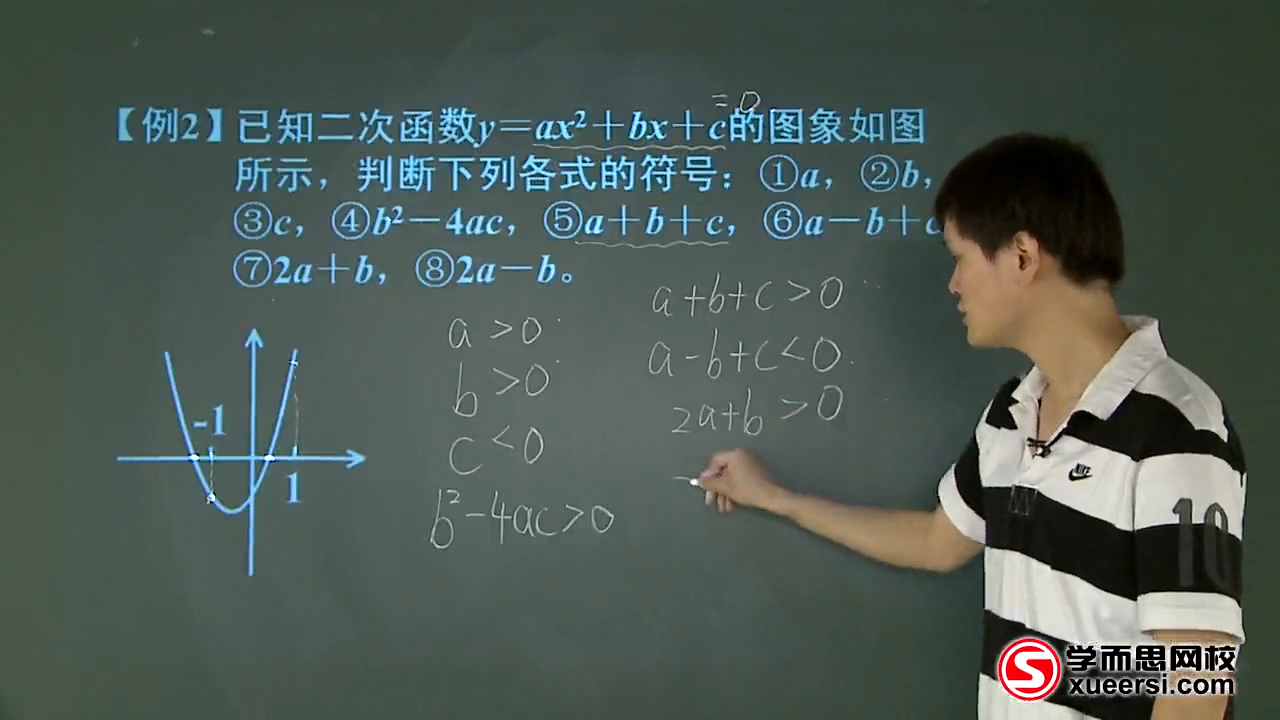 = 0
【例2】已知二次函数y=ax²+bx+c的图象如图
所示，判断下列各式的符号：①a，②b，
③c，④b²-4ac，⑤a+b+c，⑥a-b+c
⑦2a+b，⑧2a-b。
a > 0
b > 0
c < 0
b²-4ac>0
a+b+c>0
a-b+c<0
2a+b >0
-1
1
10
学而思网校
xueersi.com